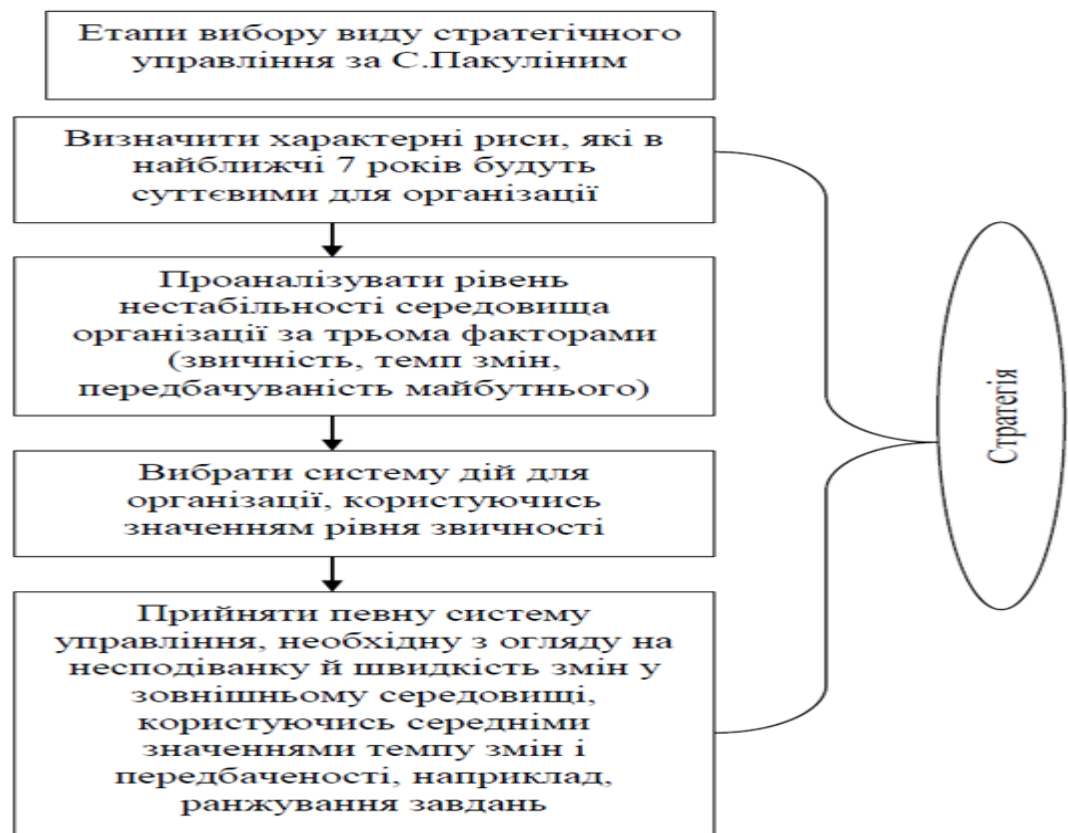 Етапи вибору виду стратегічного
управління за С.Пакуліним
Визначити характерні риси, які в
найближчі 7 років будуть
суттєвими для організації
Проаналізувати рівень
нестабільності середовища
організації за трьома факторами
(звичність, темп змін,
передбачуваність майбутнього)
Вибрати систему дій для
організації, користуючись
значенням рівня звичності
Прийняти певну систему
управління, необхідну з огляду на
несподіванку й швидкість змін у
зовнішньому середовищі,
користуючись середніми
значеннями темпу змін і
передбаченості, наприклад,
ранжування завдань
Стратегія